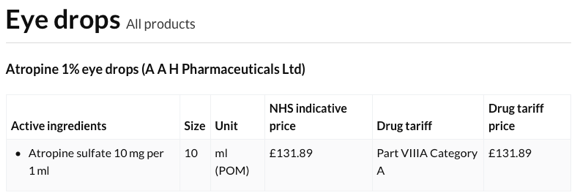 Eye drops All products
Atropine 1% eye drops (A A H Pharmaceuticals Ltd)
Active ingredients Size Unit NHS indicative price Drug tariff Drug tariff price
• Atropine sulfate 10 mg per 1 ml 10 ml (POM) £131.89 Part VIIIA Category A £131.89